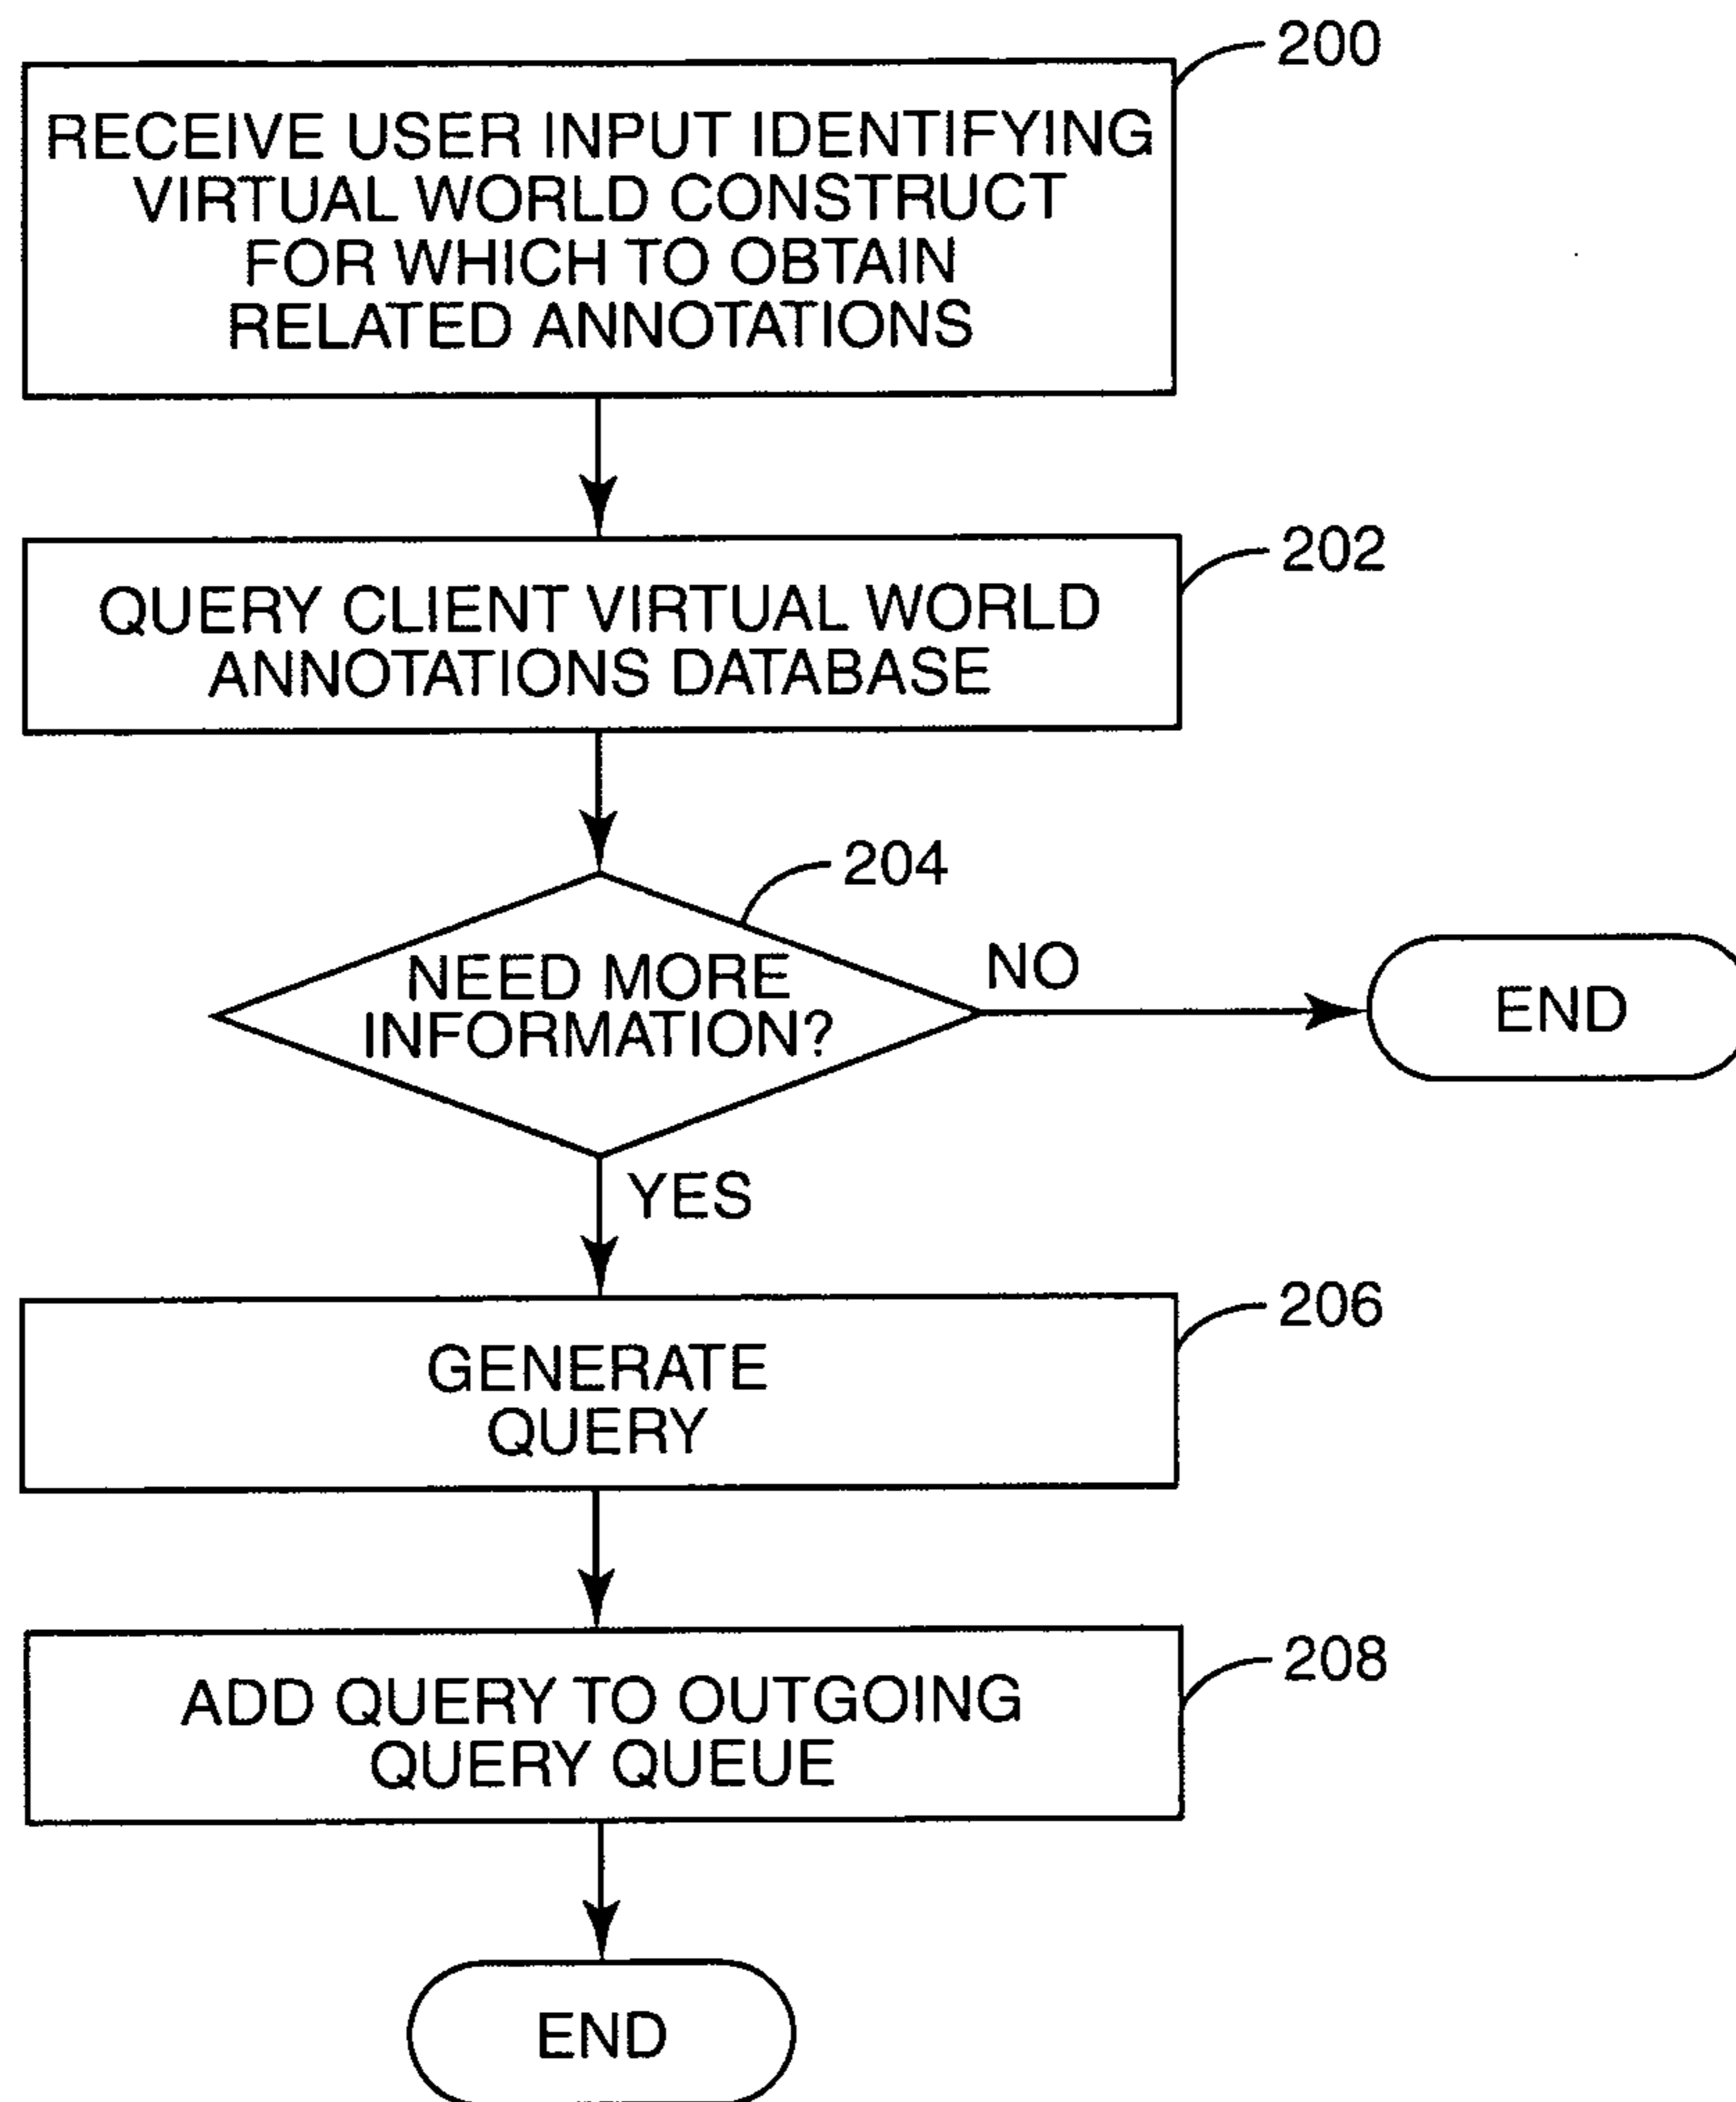 200
RECEIVE USER INPUT IDENTIFYING
VIRTUAL WORLD CONSTRUCT
FOR WHICH TO OBTAIN
RELATED ANNOTATIONS
202
QUERY CLIENT VIRTUAL WORLD
ANNOTATIONS DATABASE
204
NEED MORE
INFORMATION?
NO
END
YES
206
GENERATE
QUERY
208
ADD QUERY TO OUTGOING
QUERY QUEUE
END